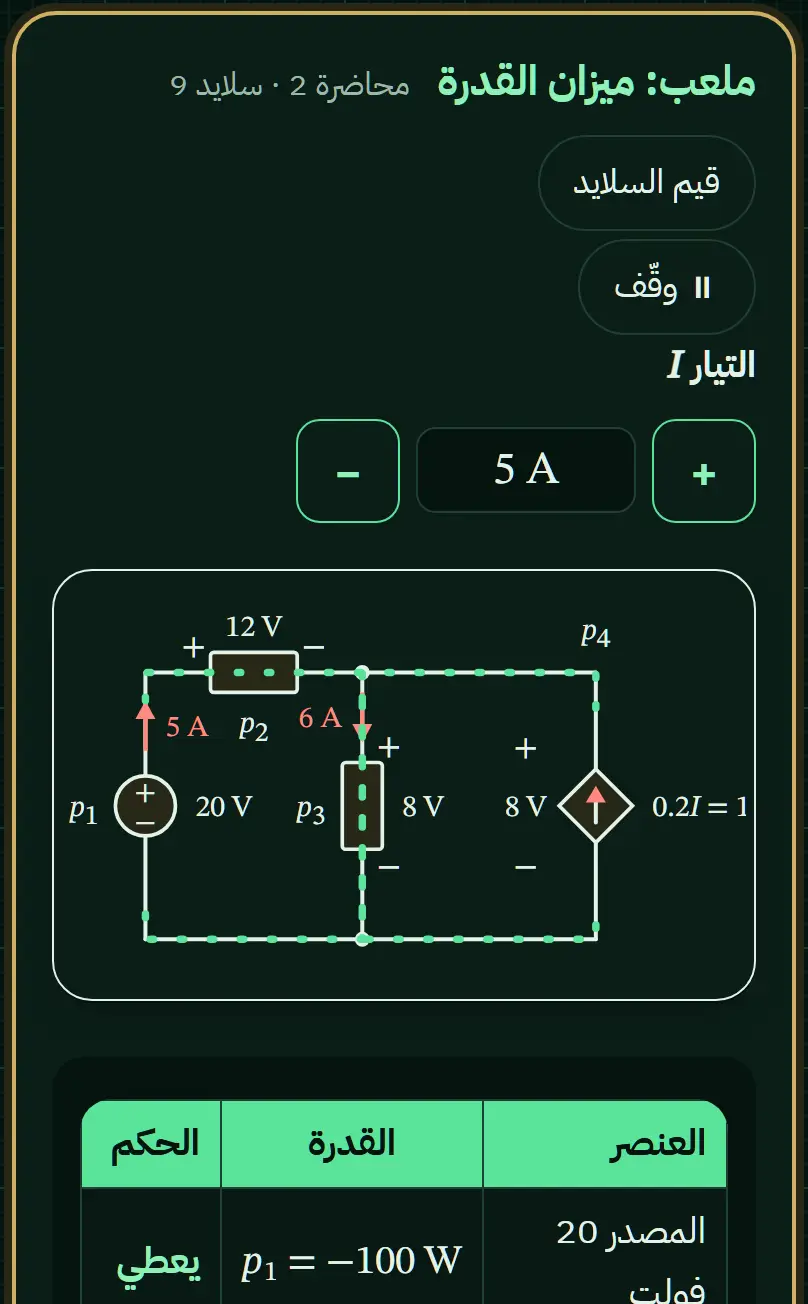 ملعب: ميزان القدرة محاضرة 2 · سلايد 9
قيم السلايد
وقّف
التيار I
+ 5 A −
12 V
+ −
p4
5 A p2 6 A
+ +
p1 + − 20 V p3 8 V 8 V 0.2I = 1
− −
العنصر القدرة الحكم
المصدر 20 فولت p1 = −100 W يعطي